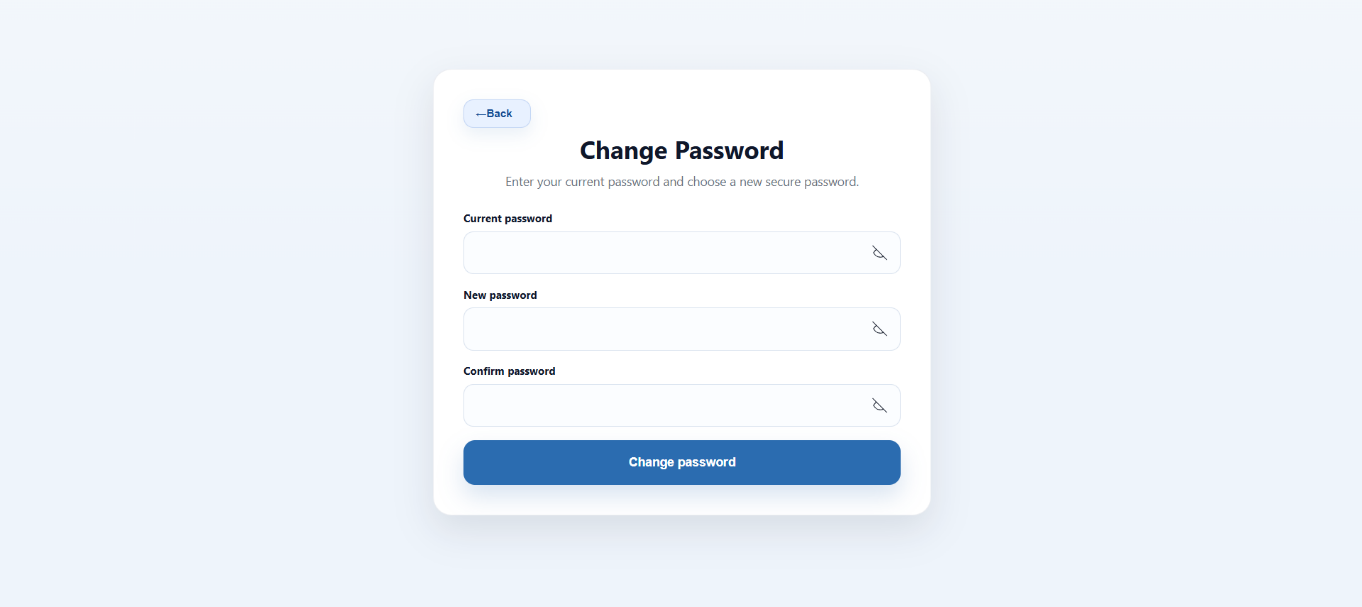 ←Back
Change Password
Enter your current password and choose a new secure password.
Current password
New password
Confirm password
Change password